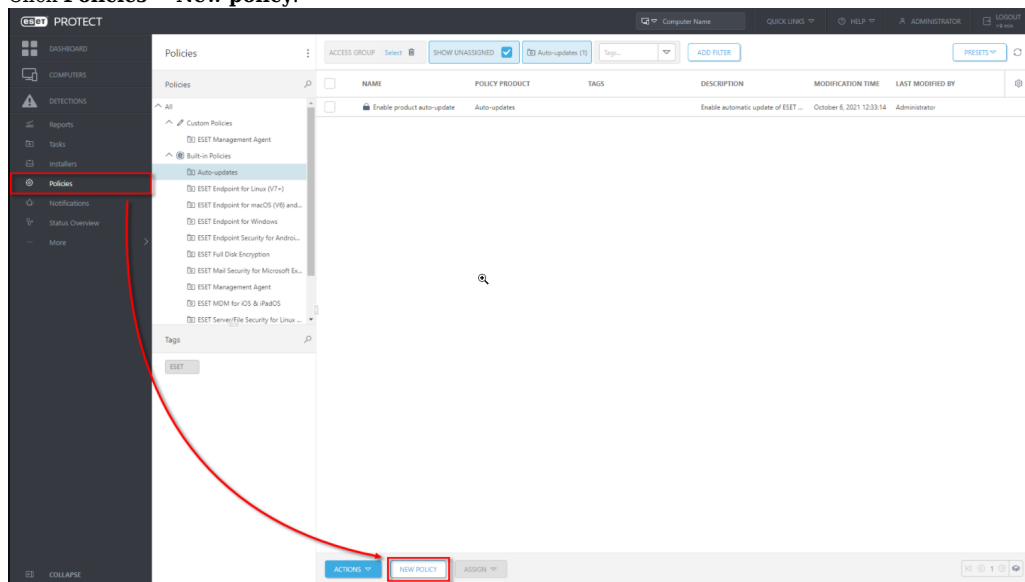 Click Policies > New policy.
eset PROTECT
Computer Name
QUICK LINKS
HELP
ADMINISTRATOR
LOGOUT
>9 min
DASHBOARD
COMPUTERS
DETECTIONS
Reports
Tasks
Installers
Policies
Notifications
Status Overview
More
COLLAPSE
Policies
Policies
All
Custom Policies
ESET Management Agent
Built-in Policies
Auto-updates
ESET Endpoint for Linux (V7+)
ESET Endpoint for macOS (V6) and...
ESET Endpoint for Windows
ESET Endpoint Security for Androi...
ESET Full Disk Encryption
ESET Mail Security for Microsoft Ex...
ESET Management Agent
ESET MDM for iOS & iPadOS
ESET Server/File Security for Linux ...
Tags
ESET
ACCESS GROUP Select
SHOW UNASSIGNED
Auto-updates (1)
Tags...
ADD FILTER
PRESETS
NAME POLICY PRODUCT TAGS DESCRIPTION MODIFICATION TIME LAST MODIFIED BY
Enable product auto-update Auto-updates Enable automatic update of ESET ... October 6, 2021 12:33:14 Administrator
ACTIONS
NEW POLICY
ASSIGN
1